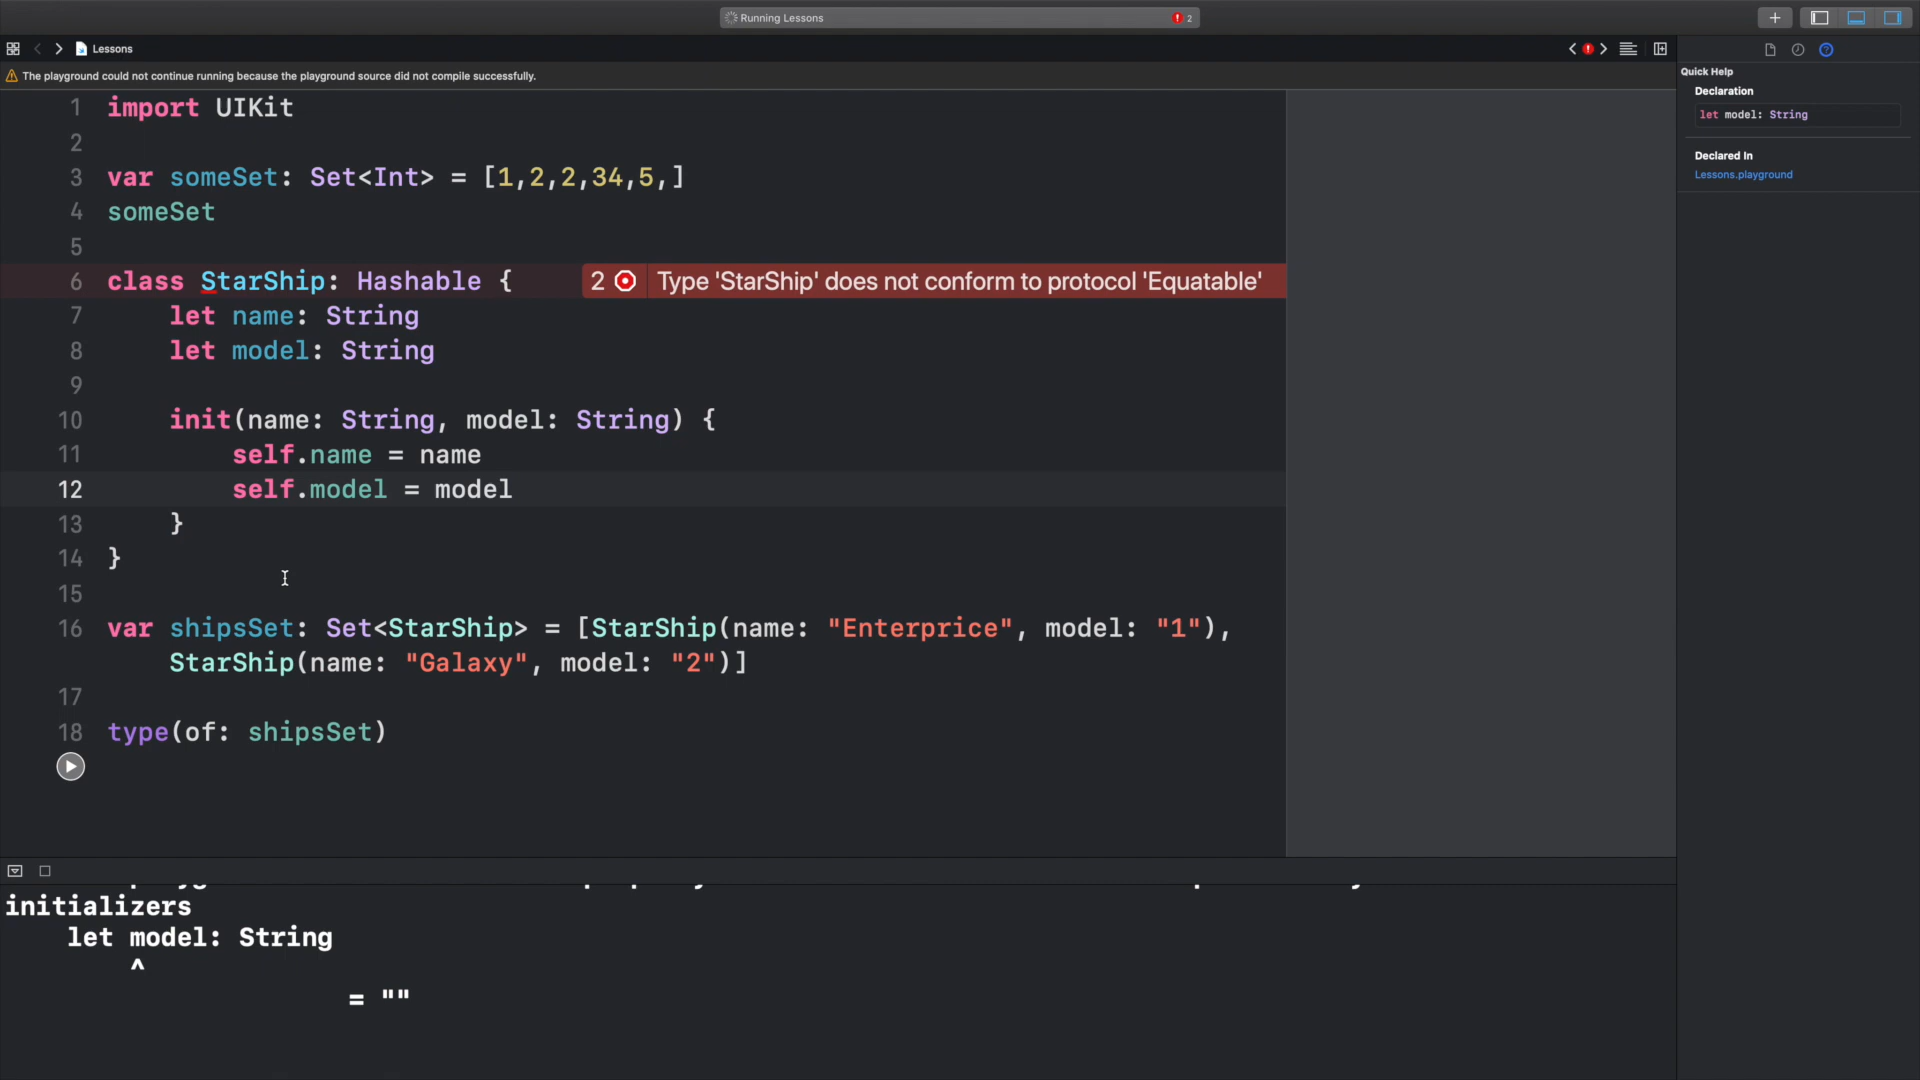 Running Lessons
2
Lessons
The playground could not continue running because the playground source did not compile successfully.
Quick Help
Declaration
let model: String
Declared In
Lessons.playground
1 import UIKit
2
3 var someSet: Set<Int> = [1,2,2,34,5,]
4 someSet
5
6 class StarShip: Hashable { 2 Type 'StarShip' does not conform to protocol 'Equatable'
7 let name: String
8 let model: String
9
10 init(name: String, model: String) {
11 self.name = name
12 self.model = model
13 }
14 }
15
16 var shipsSet: Set<StarShip> = [StarShip(name: "Enterprice", model: "1"),
StarShip(name: "Galaxy", model: "2")]
17
18 type(of: shipsSet)
initializers
let model: String
^
= ""